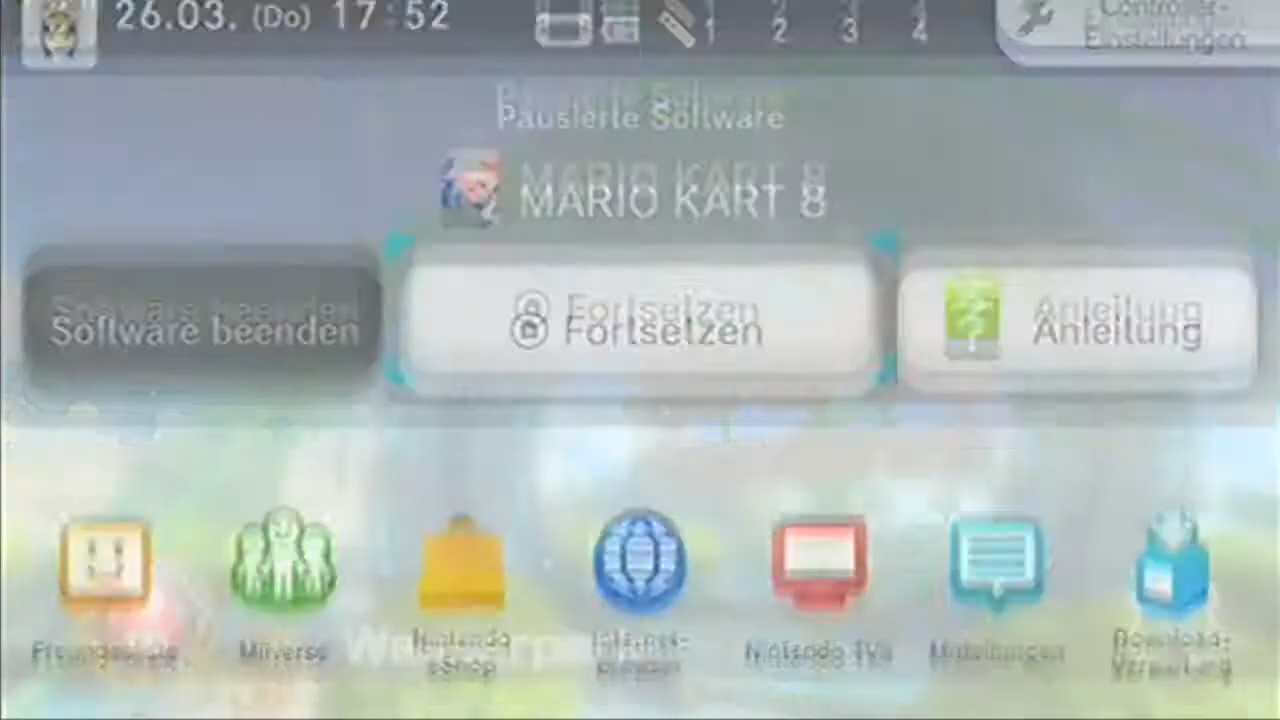 26.03. (Do) 17:52
1 2 3 4
Controller-
Einstellungen
Pausierte Software
MARIO KART 8
Software beenden
Fortsetzen
Anleitung
Freundesliste
Miiverse
Nintendo
eShop
Internet-
browser
Nintendo TVii
Mitteilungen
Download-
Verwaltung